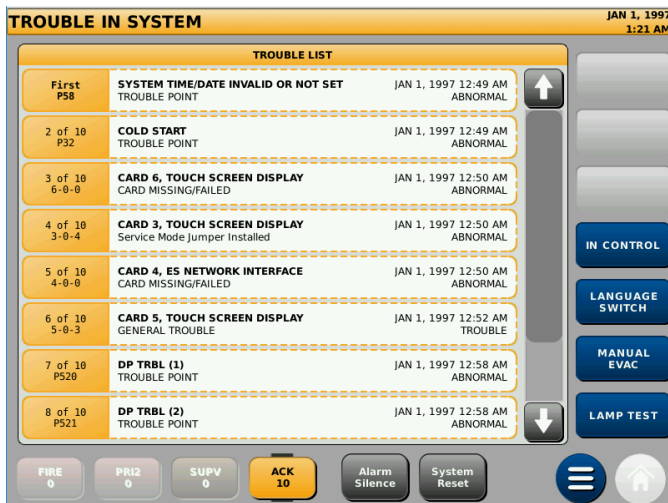 TROUBLE IN SYSTEM
JAN 1, 1997
1:21 AM
TROUBLE LIST
First
P58
SYSTEM TIME/DATE INVALID OR NOT SET
TROUBLE POINT
JAN 1, 1997 12:49 AM
ABNORMAL
2 of 10
P32
COLD START
TROUBLE POINT
JAN 1, 1997 12:49 AM
ABNORMAL
3 of 10
6-0-0
CARD 6, TOUCH SCREEN DISPLAY
CARD MISSING/FAILED
JAN 1, 1997 12:50 AM
ABNORMAL
4 of 10
3-0-4
CARD 3, TOUCH SCREEN DISPLAY
Service Mode Jumper Installed
JAN 1, 1997 12:50 AM
ABNORMAL
5 of 10
4-0-0
CARD 4, ES NETWORK INTERFACE
CARD MISSING/FAILED
JAN 1, 1997 12:50 AM
ABNORMAL
6 of 10
5-0-3
CARD 5, TOUCH SCREEN DISPLAY
GENERAL TROUBLE
JAN 1, 1997 12:52 AM
TROUBLE
7 of 10
P520
DP TRBL (1)
TROUBLE POINT
JAN 1, 1997 12:58 AM
ABNORMAL
8 of 10
P521
DP TRBL (2)
TROUBLE POINT
JAN 1, 1997 12:58 AM
ABNORMAL
IN CONTROL
LANGUAGE
SWITCH
MANUAL
EVAC
LAMP TEST
FIRE
0
PRI2
0
SUPV
0
ACK
10
Alarm
Silence
System
Reset